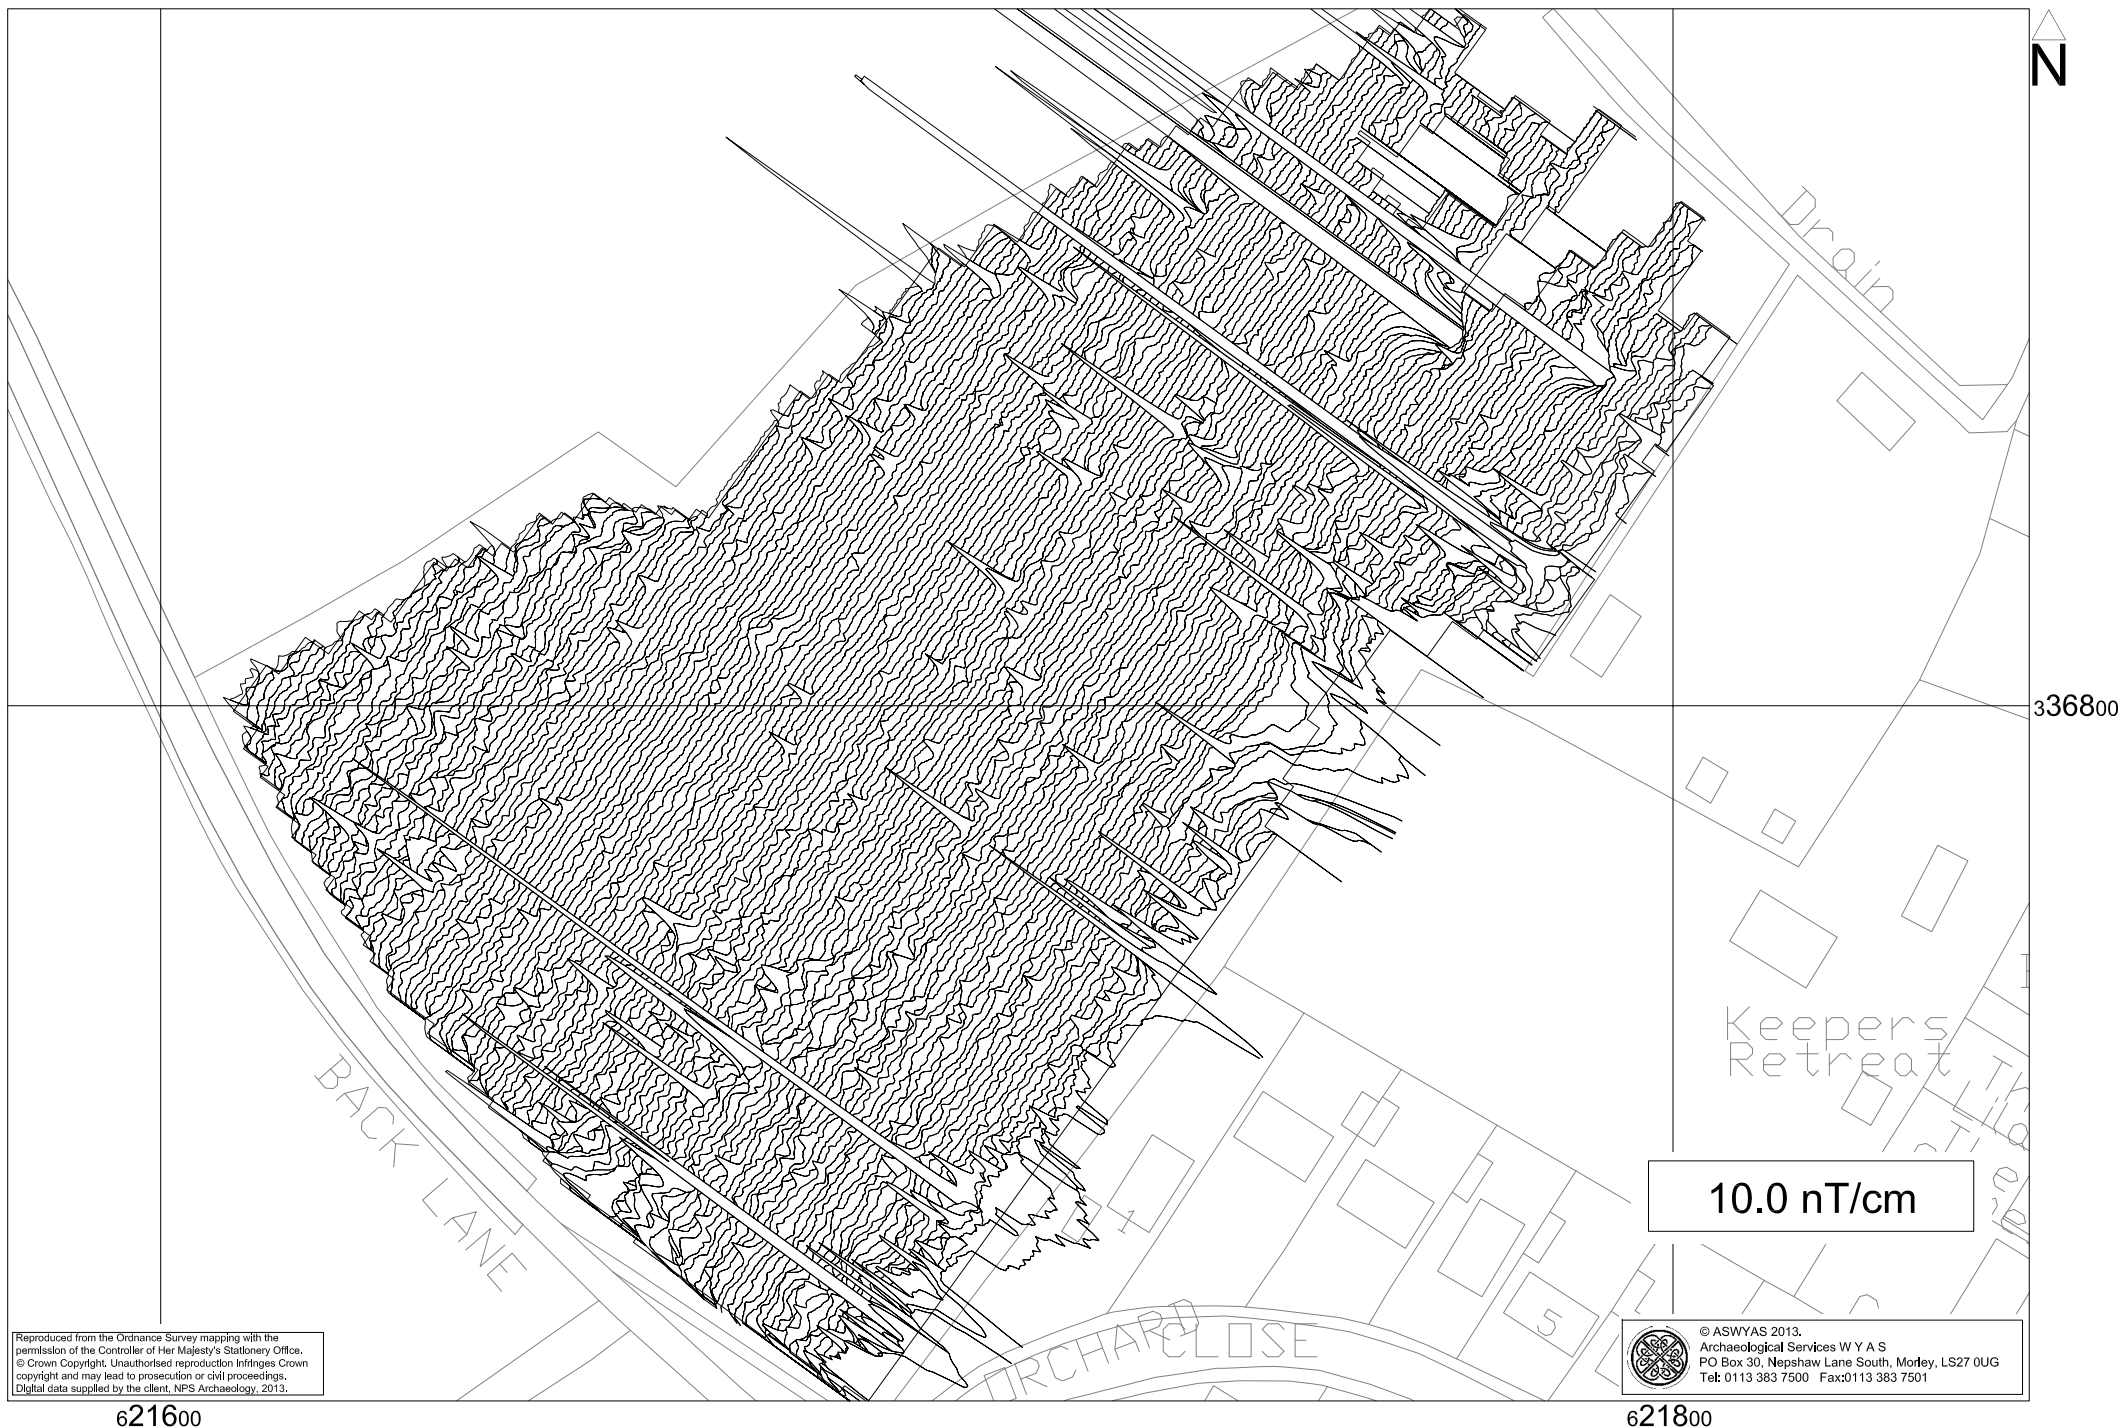 N
Drain
33680
BACK LANE
Keepers
Retreat
10.0 nT/cm
1
5
ORCHARD
CLOSE
Reproduced from the Ordnance Survey mapping with the
permission of the Controller of Her Majesty's Stationery Office.
© Crown Copyright. Unauthorised reproduction infringes Crown
copyright and may lead to prosecution or civil proceedings.
Digital data supplied by the client, NPS Archaeology, 2013.
© ASWYAS 2013.
Archaeological Services W Y A S
PO Box 30, Nepshaw Lane South, Morley, LS27 0UG
Tel: 0113 383 7500 Fax:0113 383 7501
621600
621800